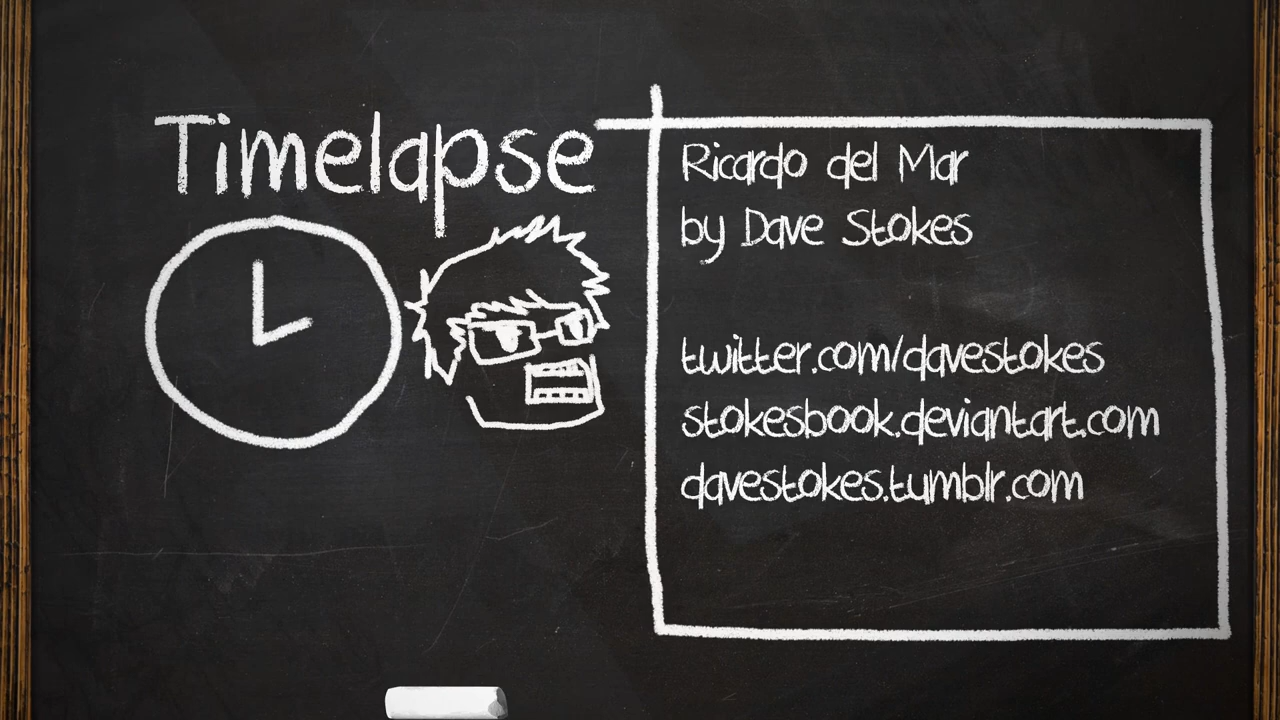 Timelapse
Ricardo del Mar
by Dave Stokes
twitter.com/davestokes
stokesbook.deviantart.com
davestokes.tumblr.com